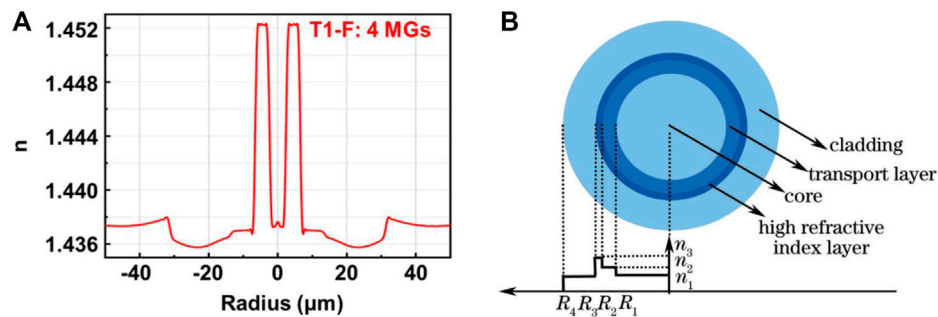 A
T1-F: 4 MGs
1.452
1.448
1.444
1.440
1.436
n
-40 -20 0 20 40
Radius (μm)
B
cladding
transport layer
core
high refractive
index layer
n3
n2
n1
R4 R3 R2 R1